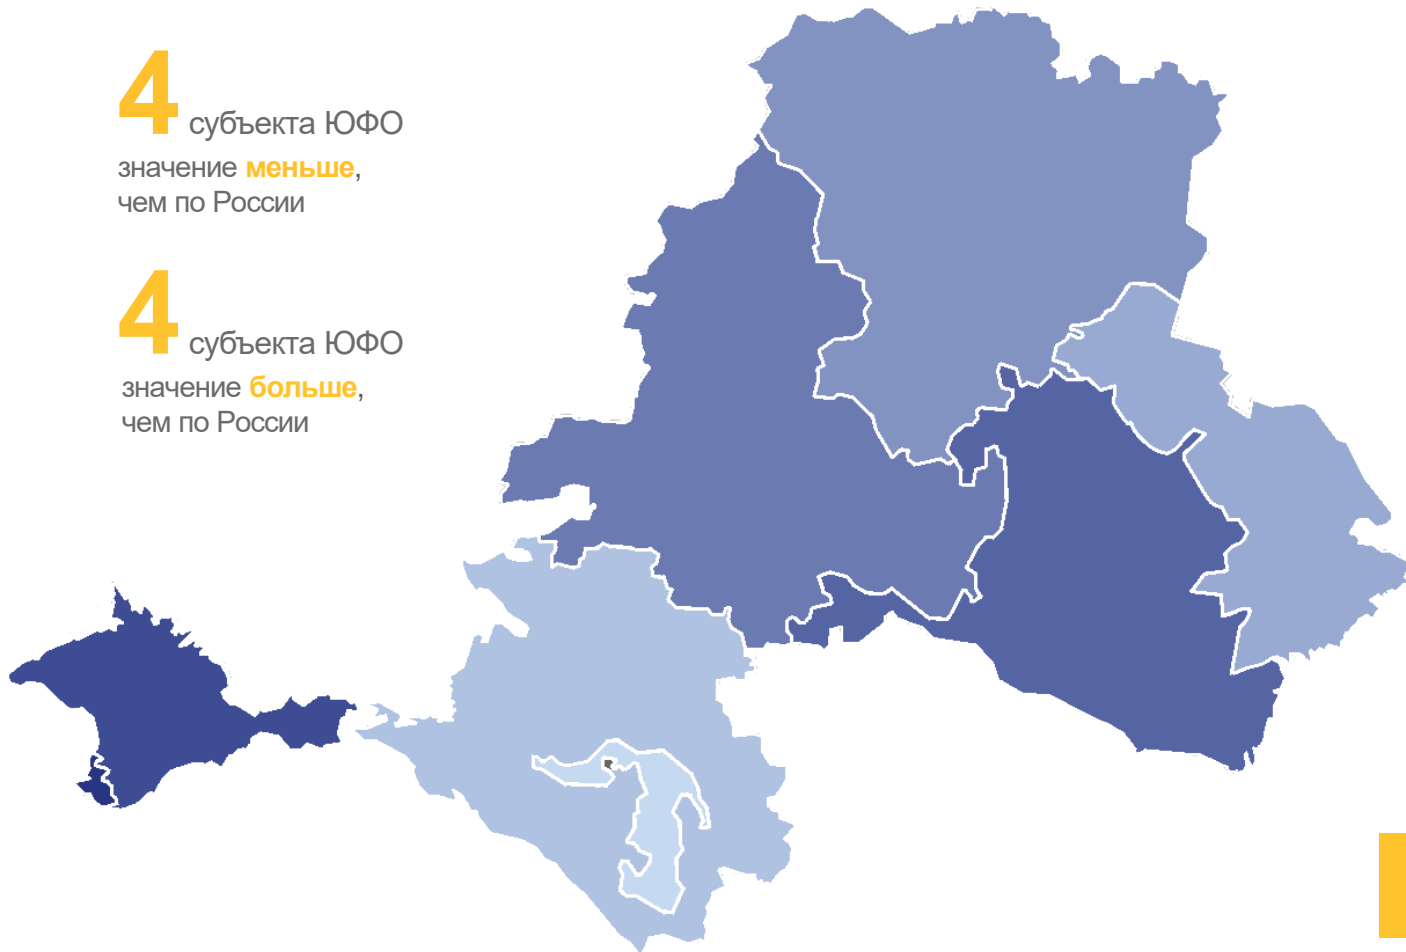 4 субъекта ЮФО
значение меньше,
чем по России
4 субъекта ЮФО
значение больше,
чем по России